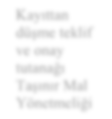 Kayıttan
düşme teklif
ve onay
tutanağı
Taşınır Mal
Yönetmeliği